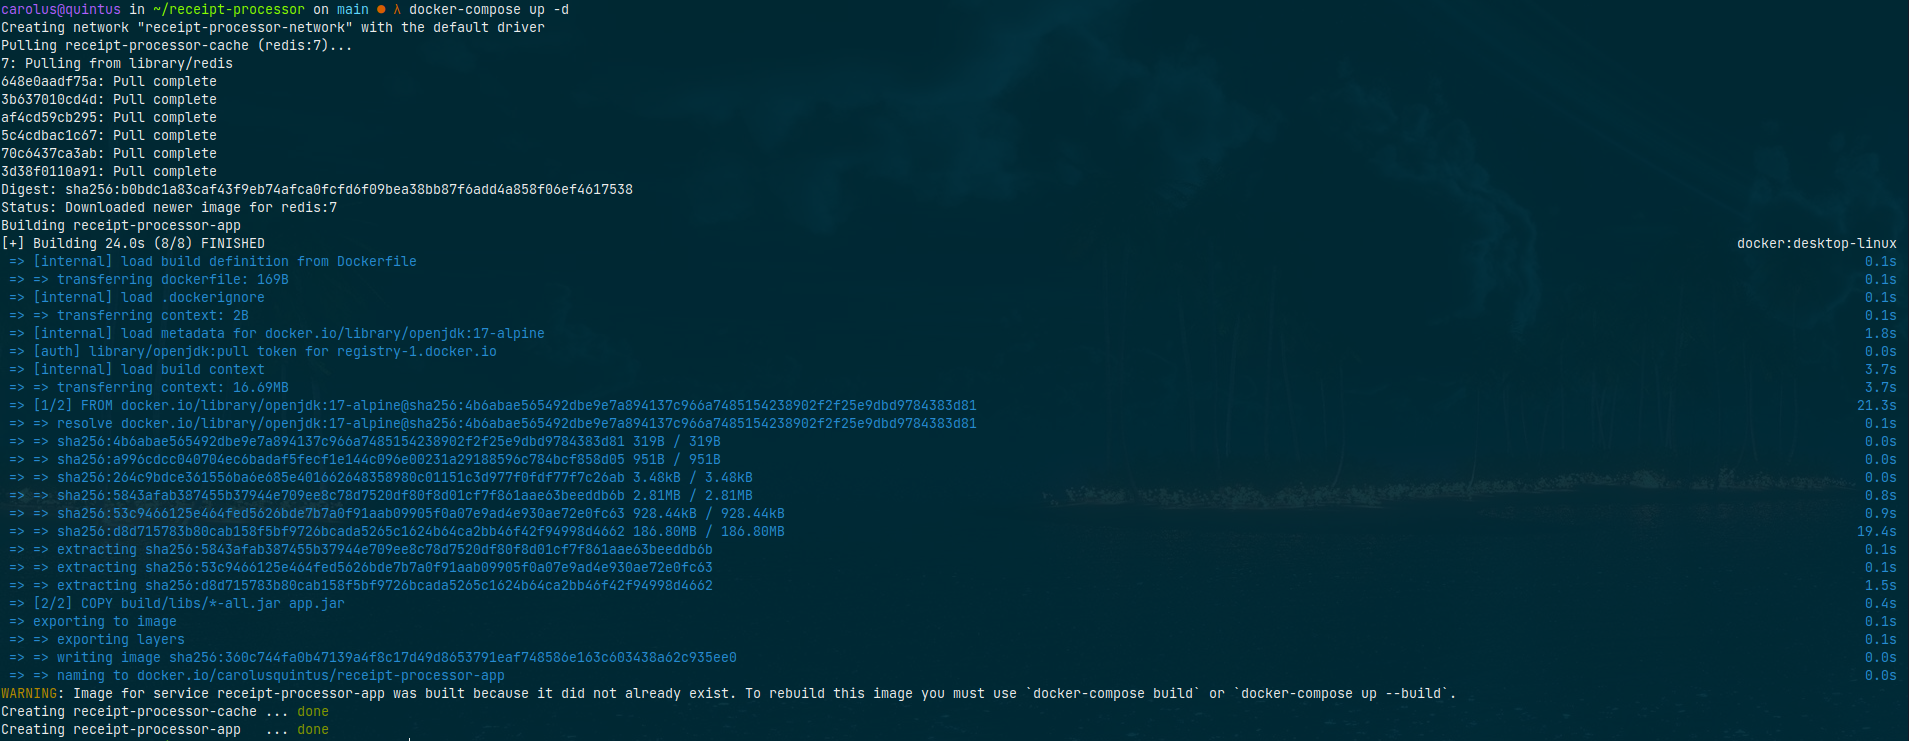 carolus@quintus in ~/receipt-processor on main ● λ docker-compose up -d
Creating network "receipt-processor-network" with the default driver
Pulling receipt-processor-cache (redis:7)...
7: Pulling from library/redis
648e0aadf75a: Pull complete
3b637010cd4d: Pull complete
af4cd59cb295: Pull complete
5c4cdbac1c67: Pull complete
70c6437ca3ab: Pull complete
3d38f0110a91: Pull complete
Digest: sha256:b0bdc1a83caf43f9eb74afca0fcfd6f09bea38bb87f6add4a858f06ef4617538
Status: Downloaded newer image for redis:7
Building receipt-processor-app
[+] Building 24.0s (8/8) FINISHED docker:desktop-linux
=> [internal] load build definition from Dockerfile 0.1s
=> => transferring dockerfile: 169B 0.1s
=> [internal] load .dockerignore 0.1s
=> => transferring context: 2B 0.1s
=> [internal] load metadata for docker.io/library/openjdk:17-alpine 1.8s
=> [auth] library/openjdk:pull token for registry-1.docker.io 0.0s
=> [internal] load build context 3.7s
=> => transferring context: 16.69MB 3.7s
=> [1/2] FROM docker.io/library/openjdk:17-alpine@sha256:4b6abae565492dbe9e7a894137c966a7485154238902f2f25e9dbd9784383d81 21.3s
=> => resolve docker.io/library/openjdk:17-alpine@sha256:4b6abae565492dbe9e7a894137c966a7485154238902f2f25e9dbd9784383d81 0.1s
=> => sha256:4b6abae565492dbe9e7a894137c966a7485154238902f2f25e9dbd9784383d81 319B / 319B 0.0s
=> => sha256:a996cdcc040704ec6badaf5fecf1e144c096e00231a29188596c784bcf858d05 951B / 951B 0.0s
=> => sha256:264c9bdce361556ba6e685e401662648358980c01151c3d977f0fdf77f7c26ab 3.48kB / 3.48kB 0.0s
=> => sha256:5843afab387455b37944e709ee8c78d7520df80f8d01cf7f861aae63beeddb6b 2.81MB / 2.81MB 0.8s
=> => sha256:53c9466125e464fed5626bde7b7a0f91aab09905f0a07e9ad4e930ae72e0fc63 928.44kB / 928.44kB 0.9s
=> => sha256:d8d715783b80cab158f5bf9726bcada5265c1624b64ca2bb46f42f94998d4662 186.80MB / 186.80MB 19.4s
=> => extracting sha256:5843afab387455b37944e709ee8c78d7520df80f8d01cf7f861aae63beeddb6b 0.1s
=> => extracting sha256:53c9466125e464fed5626bde7b7a0f91aab09905f0a07e9ad4e930ae72e0fc63 0.1s
=> => extracting sha256:d8d715783b80cab158f5bf9726bcada5265c1624b64ca2bb46f42f94998d4662 1.5s
=> [2/2] COPY build/libs/*-all.jar app.jar 0.4s
=> exporting to image 0.1s
=> => exporting layers 0.1s
=> => writing image sha256:360c744fa0b47139a4f8c17d49d8653791eaf748586e163c603438a62c935ee0 0.0s
=> => naming to docker.io/carolusquintus/receipt-processor-app 0.0s
WARNING: Image for service receipt-processor-app was built because it did not already exist. To rebuild this image you must use `docker-compose build` or `docker-compose up --build`.
Creating receipt-processor-cache ... done
Creating receipt-processor-app ... done